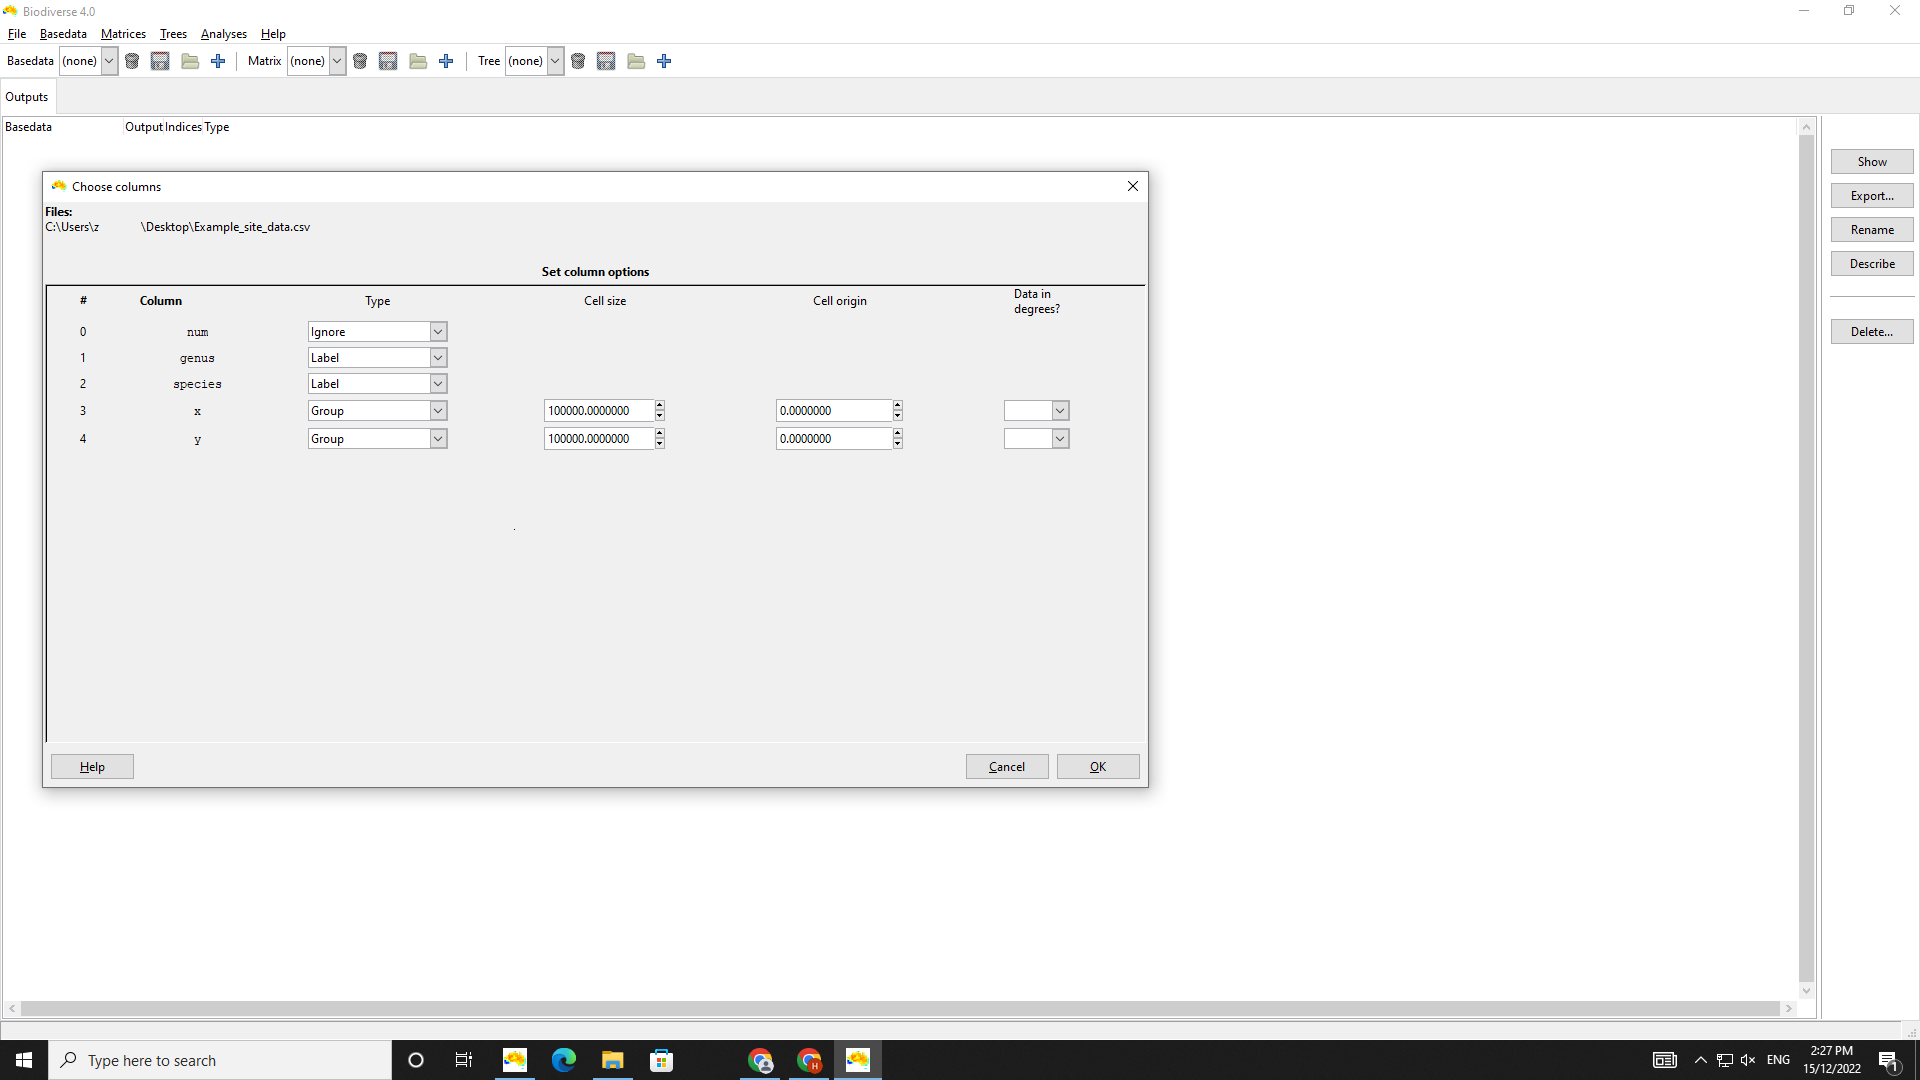 Biodiverse 4.0
File Basedata Matrices Trees Analyses Help
Basedata (none) Matrix (none) Tree (none)
Outputs
Basedata Output Indices Type
Choose columns
Files:
C:\Users\z \Desktop\Example_site_data.csv
Set column options
# Column Type Cell size Cell origin Data in
degrees?
0 num Ignore
1 genus Label
2 species Label
3 x Group 100000.0000000 0.0000000
4 y Group 100000.0000000 0.0000000
Help Cancel OK
Show
Export...
Rename
Describe
Delete...
Type here to search
H
ENG
2:27 PM
15/12/2022
1